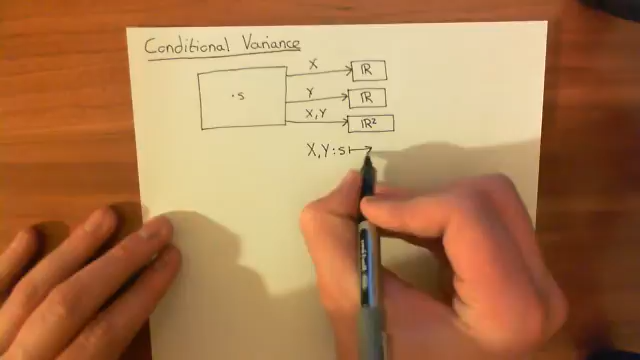 Conditional Variance
X
ℝ
·s
Y
ℝ
X,Y
ℝ²
X,Y:s↦